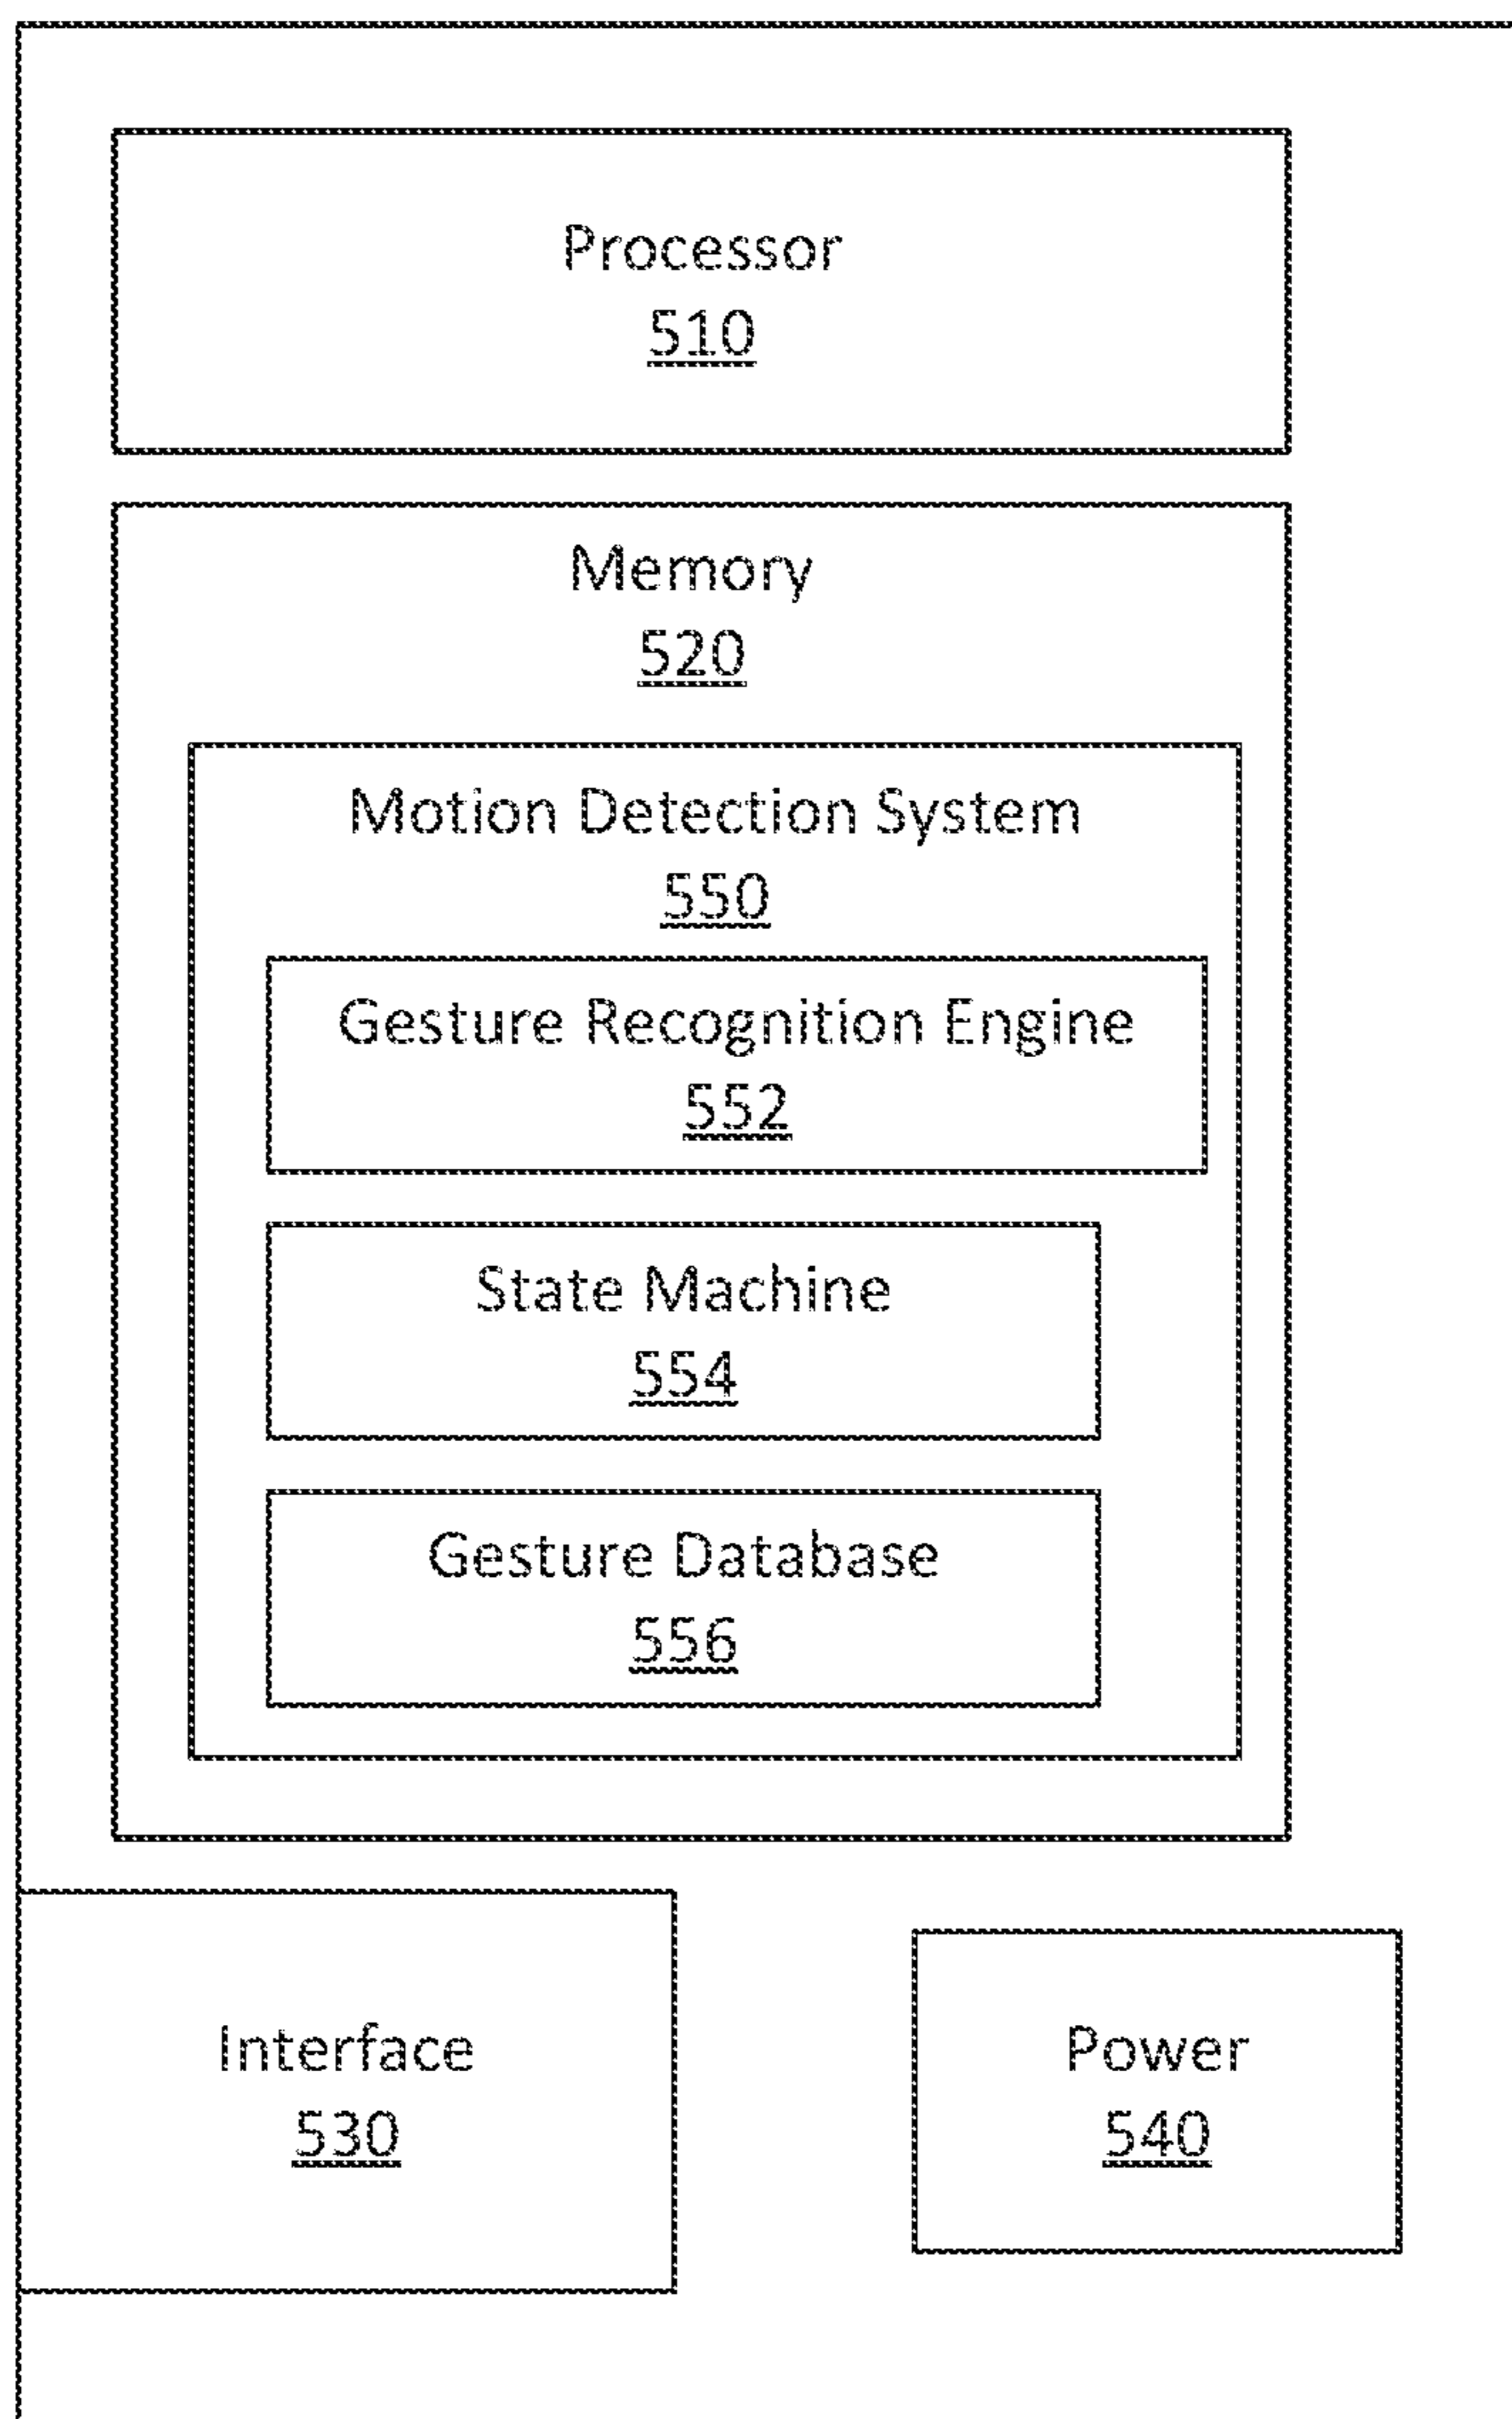 Processor
510
Memory
520
Motion Detection System
550
Gesture Recognition Engine
552
State Machine
554
Gesture Database
556
Interface
530
Power
540